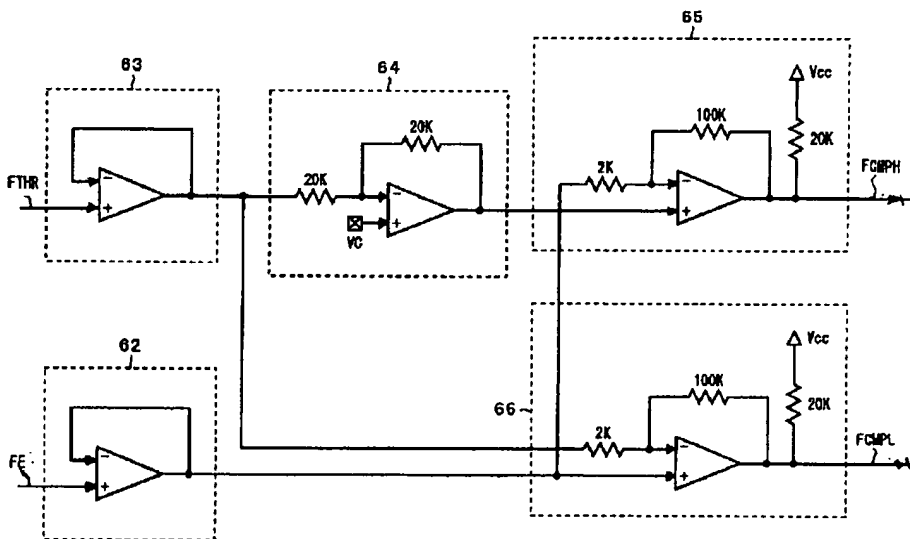 63
64
65
Vcc
20K
100K
20K
FTHR
20K
2K
FCMPH
VC
62
Vcc
66
100K
20K
2K
FCMPL
FE